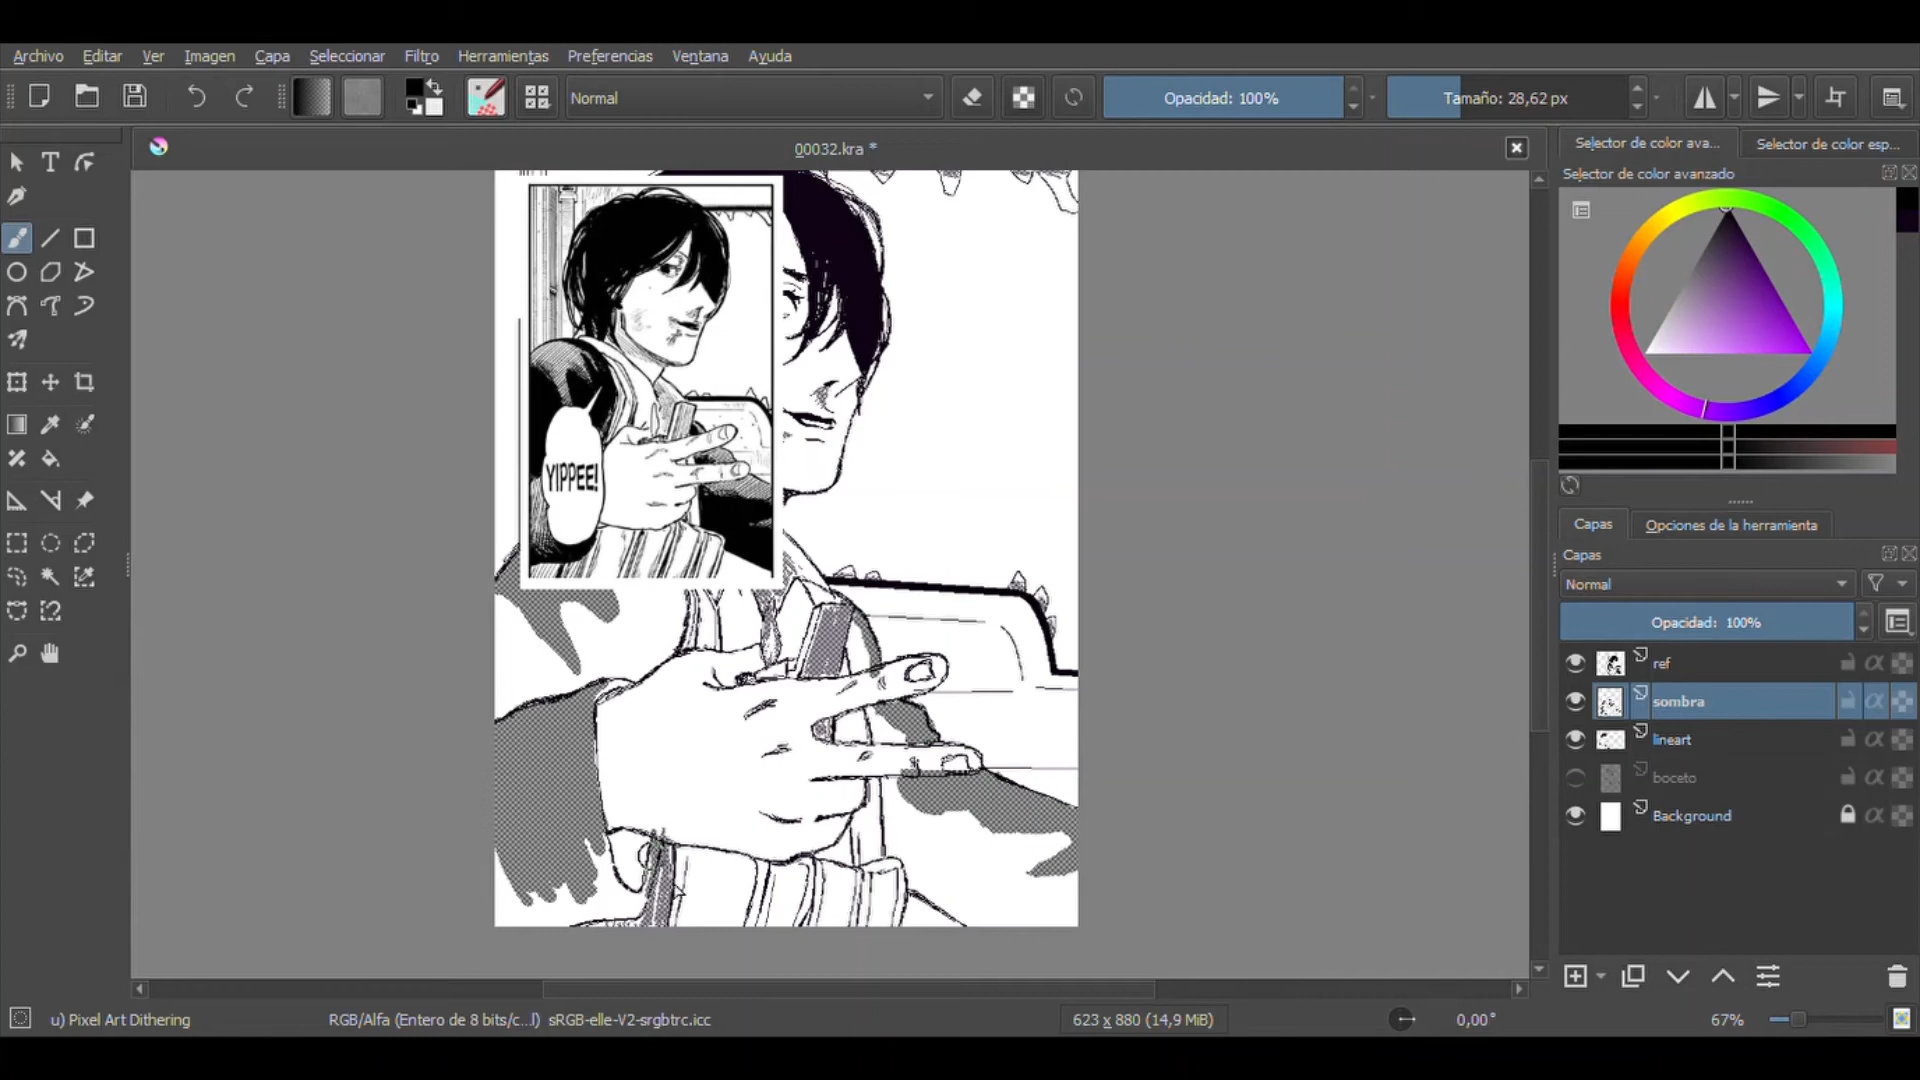 Archivo Editar Ver Imagen Capa Seleccionar Filtro Herramientas Preferencias Ventana Ayuda
Normal Opacidad: 100% Tamaño: 28,62 px
00032.kra *
Selector de color ava... Selector de color esp...
Selector de color avanzado
YIPPEE!
Capas Opciones de la herramienta
Capas
Normal
Opacidad: 100%
ref
sombra
lineart
boceto
Background
u) Pixel Art Dithering RGB/Alfa (Entero de 8 bits/c...l) sRGB-elle-V2-srgbtrc.icc 623 x 880 (14,9 MiB) 0,00° 67%